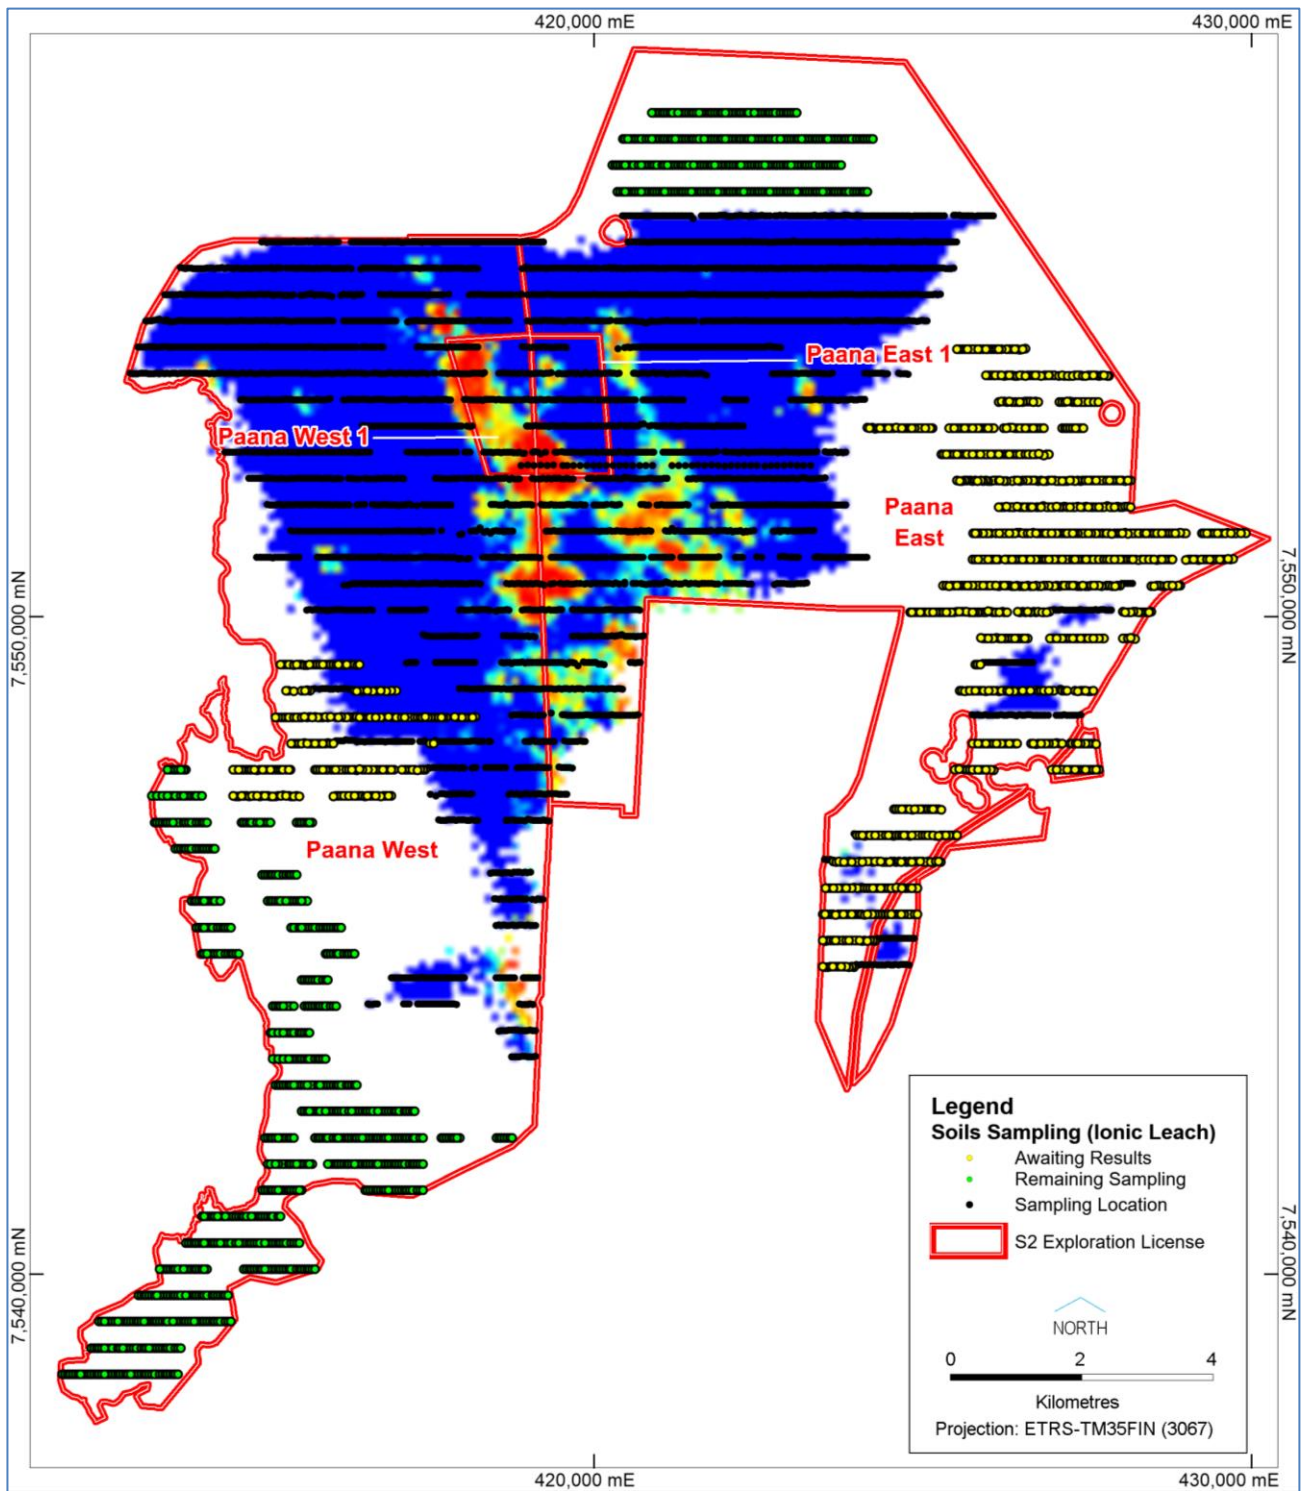 420,000 mE
430,000 mE
Paana East 1
Paana West 1
Paana
East
7,550,000 mN
7,550,000 mN
Paana West
Legend
Soils Sampling (Ionic Leach)
Awaiting Results
Remaining Sampling
Sampling Location
S2 Exploration License
NORTH
0
2
4
Kilometres
Projection: ETRS-TM35FIN (3067)
7,540,000 mN
7,540,000 mN
420,000 mE
430,000 mE